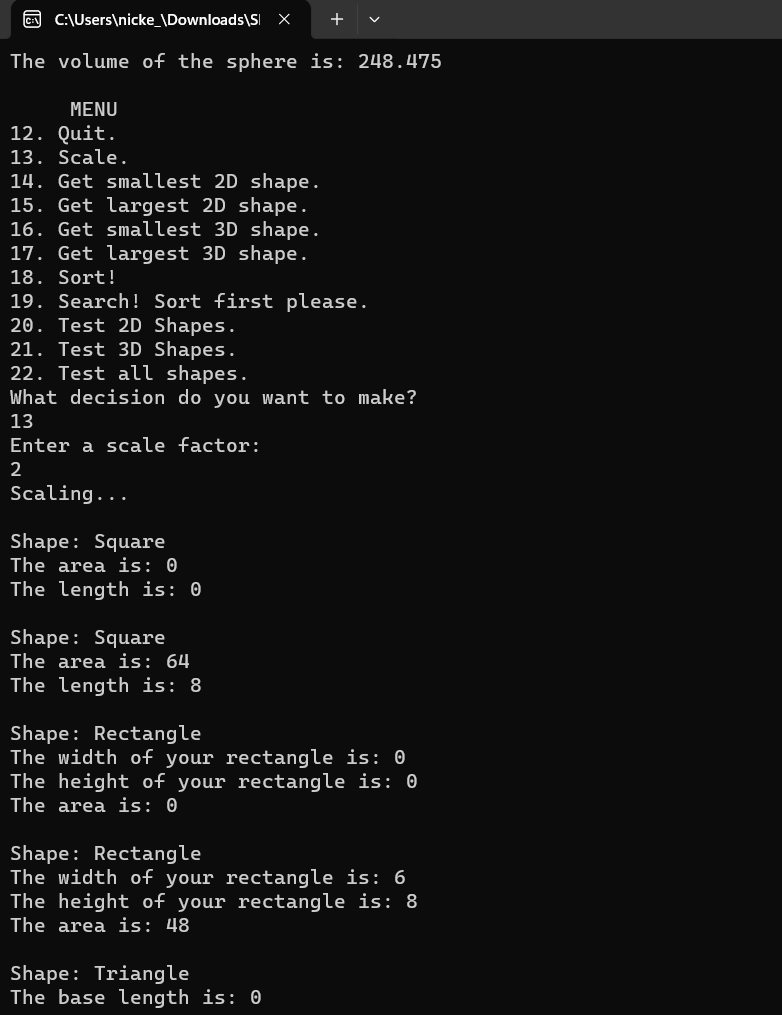 C:\Users\nicke_\Downloads\S
The volume of the sphere is: 248.475
MENU
12. Quit.
13. Scale.
14. Get smallest 2D shape.
15. Get largest 2D shape.
16. Get smallest 3D shape.
17. Get largest 3D shape.
18. Sort!
19. Search! Sort first please.
20. Test 2D Shapes.
21. Test 3D Shapes.
22. Test all shapes.
What decision do you want to make?
13
Enter a scale factor:
2
Scaling...
Shape: Square
The area is: 0
The length is: 0
Shape: Square
The area is: 64
The length is: 8
Shape: Rectangle
The width of your rectangle is: 0
The height of your rectangle is: 0
The area is: 0
Shape: Rectangle
The width of your rectangle is: 6
The height of your rectangle is: 8
The area is: 48
Shape: Triangle
The base length is: 0